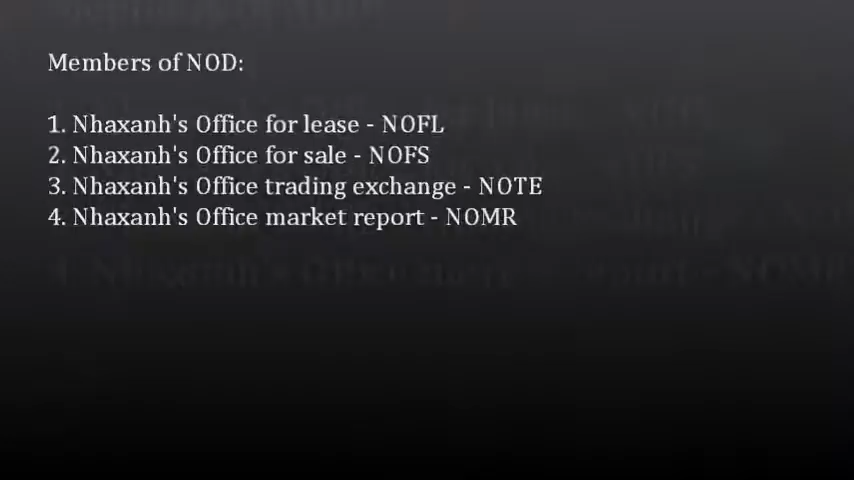 Members of NOD:
1. Nhaxanh's Office for lease - NOFL
2. Nhaxanh's Office for sale - NOFS
3. Nhaxanh's Office trading exchange - NOTE
4. Nhaxanh's Office market report - NOMR